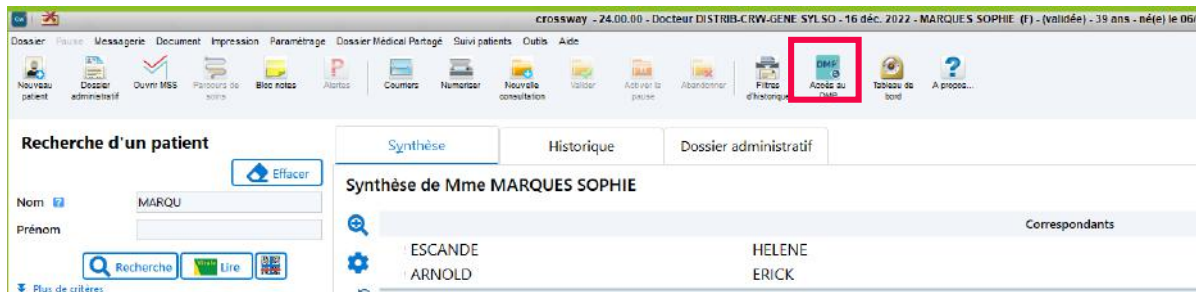 crossway - 24.00.00 - Docteur DISTRIB-CRW-GENE SYLSO - 16 déc. 2022 - MARQUES SOPHIE (F) - (validée) - 39 ans - né(e) le 06
Dossier Pause Messagerie Document Impression Paramétrage Dossier Médical Partagé Suivi patients Outils Aide
Nouveau patient Dossier administratif Ouvrir MSS Parcours de soins Bloc notes Alertes Courriers Numeriser Nouvelle consultation Valider Activer la pause Abandonner Filtres d'historique DMP Accès au DMP Tableau de bord A propos...
Recherche d'un patient
Effacer
Nom MARQU
Prénom
Recherche Vitale Lire
Plus de critères
Synthèse Historique Dossier administratif
Synthèse de Mme MARQUES SOPHIE
Correspondants
ESCANDE HELENE
ARNOLD ERICK